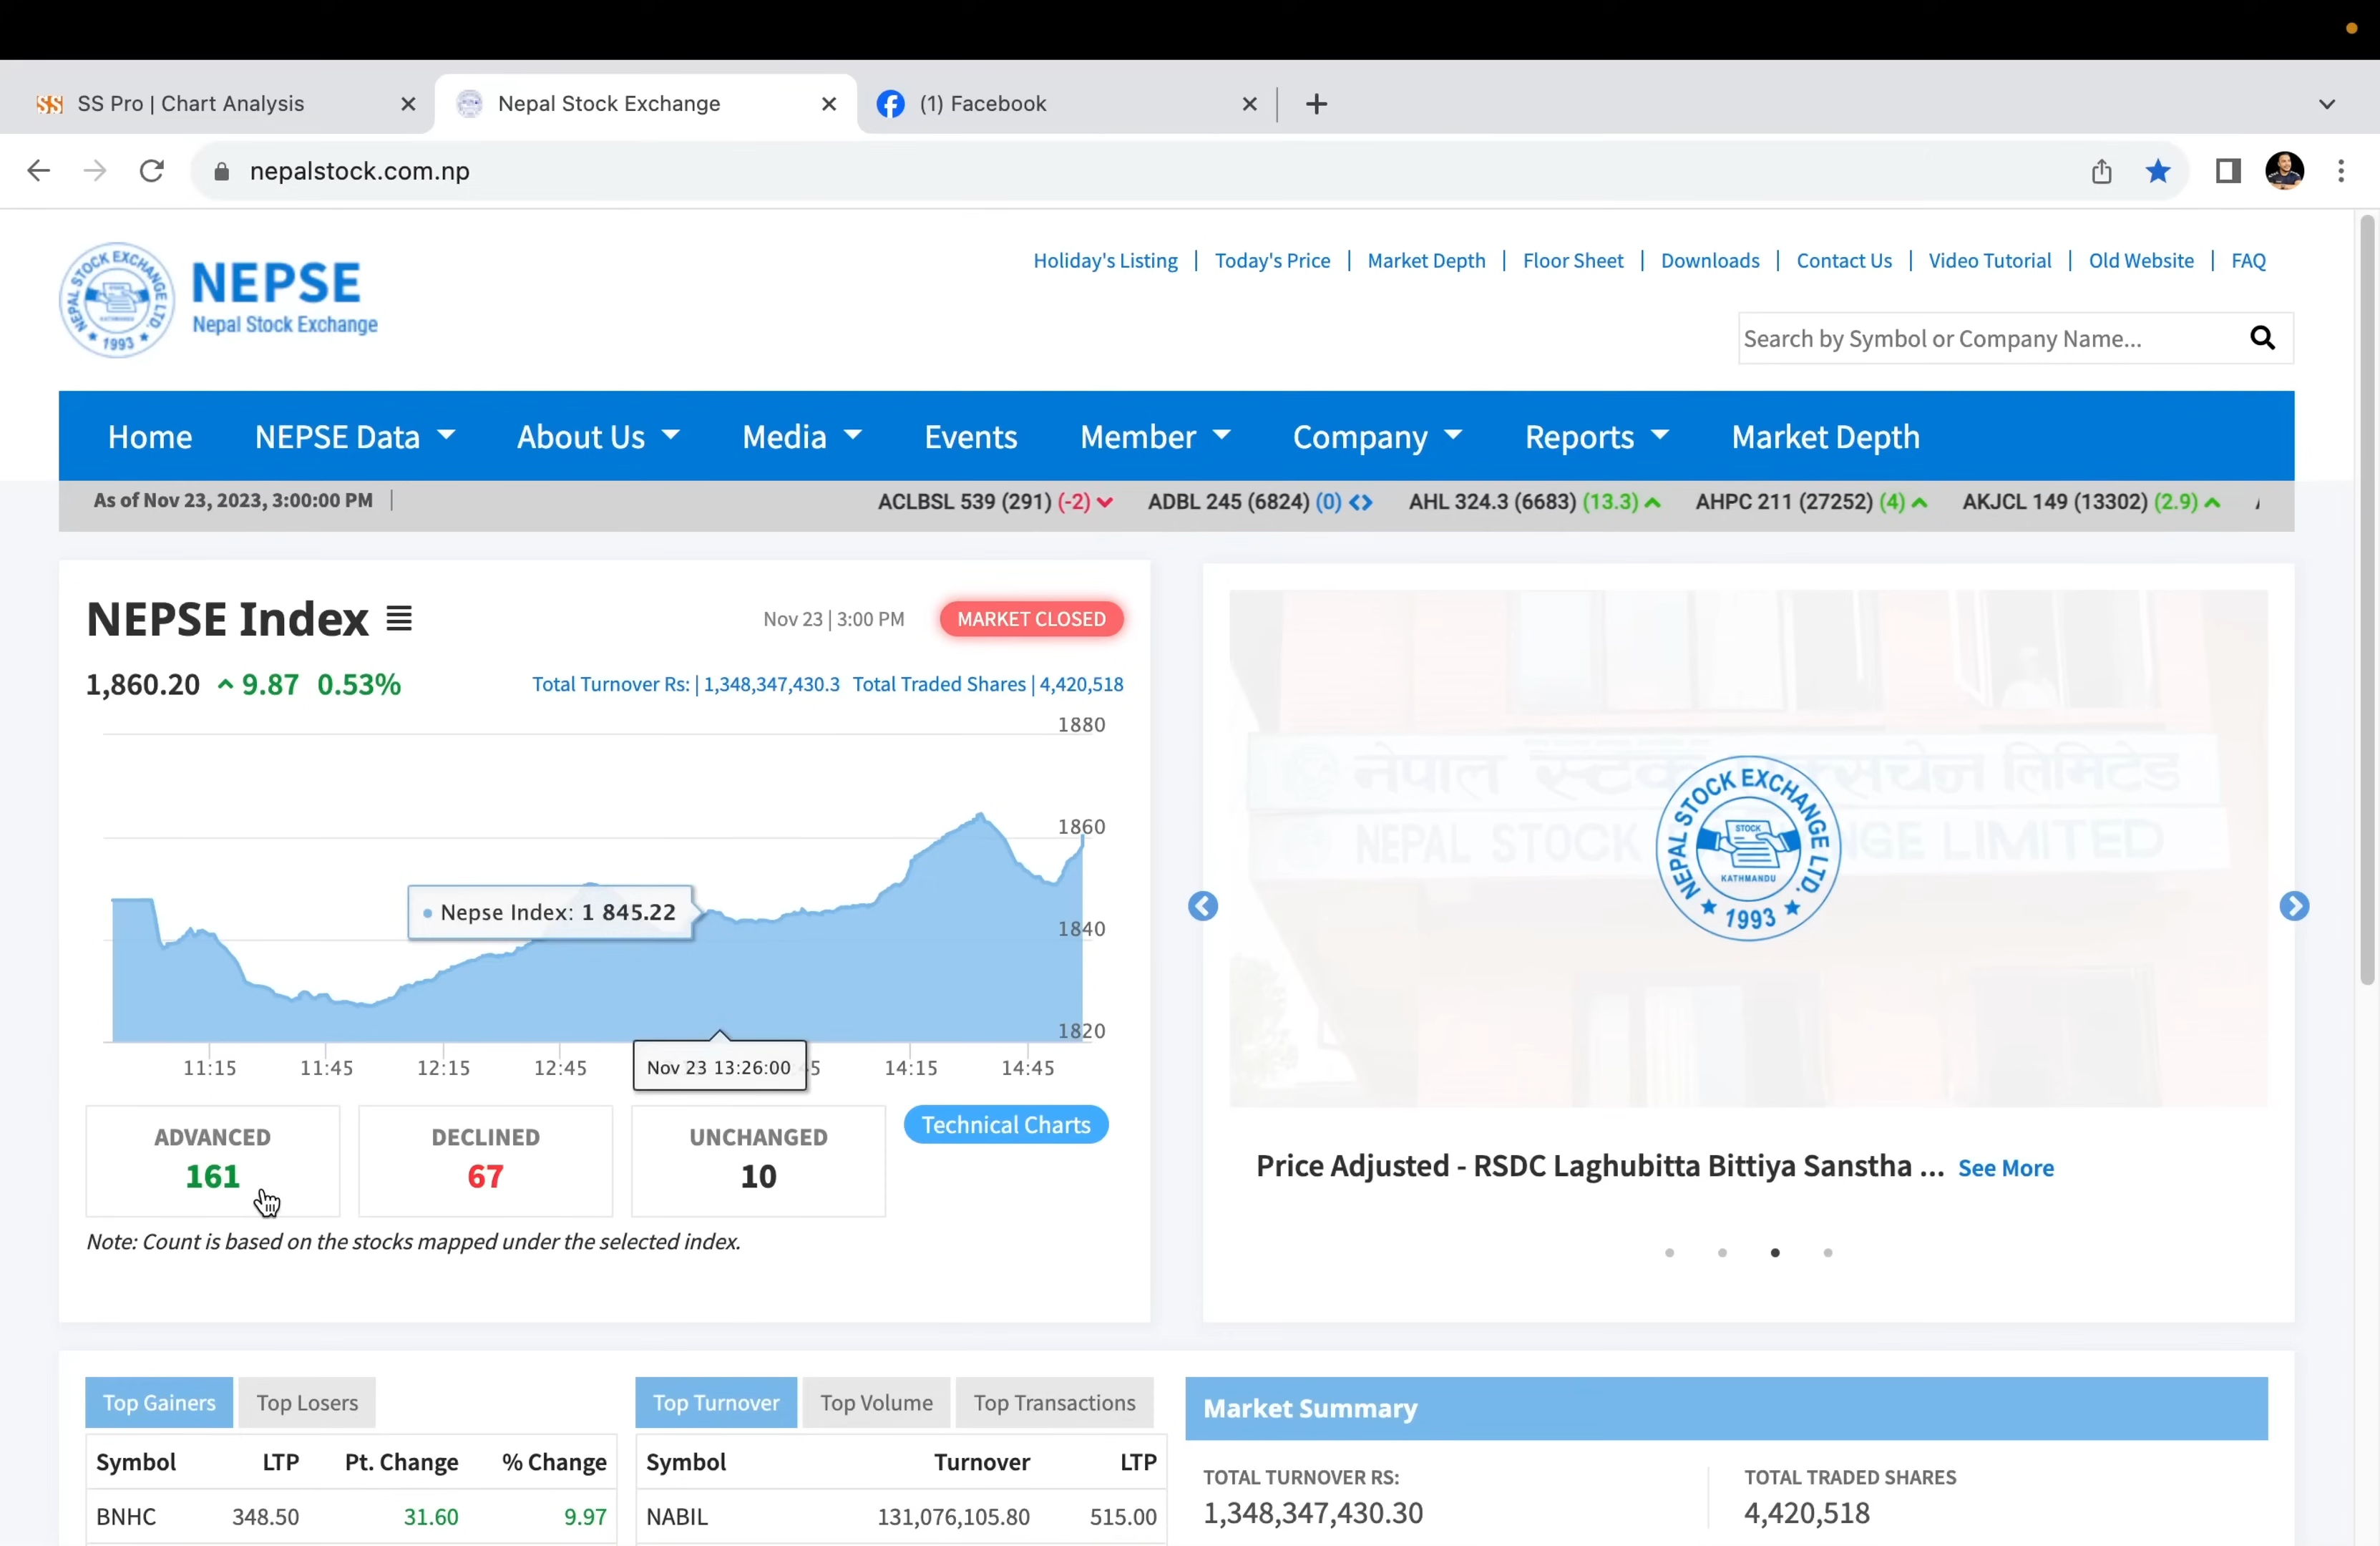 SS Pro | Chart Analysis
Nepal Stock Exchange
(1) Facebook
nepalstock.com.np
NEPAL STOCK EXCHANGE LTD.
1993
NEPSE
Nepal Stock Exchange
Holiday's Listing | Today's Price | Market Depth | Floor Sheet | Downloads | Contact Us | Video Tutorial | Old Website | FAQ
Search by Symbol or Company Name...
Home NEPSE Data About Us Media Events Member Company Reports Market Depth
As of Nov 23, 2023, 3:00:00 PM |
ACLBSL 539 (291) (-2) ADBL 245 (6824) (0) AHL 324.3 (6683) (13.3) AHPC 211 (27252) (4) AKJCL 149 (13302) (2.9)
NEPSE Index
Nov 23 | 3:00 PM
MARKET CLOSED
1,860.20 9.87 0.53%
Total Turnover Rs: | 1,348,347,430.3 Total Traded Shares | 4,420,518
1880
1860
Nepse Index: 1 845.22
1840
1820
11:15 11:45 12:15 12:45 14:15 14:45
Nov 23 13:26:00
ADVANCED
161
DECLINED
67
UNCHANGED
10
Technical Charts
Note: Count is based on the stocks mapped under the selected index.
नेपाल लिमिटेड
NEPAL STOCK LIMITED
NEPAL STOCK EXCHANGE LTD.
STOCK
KATHMANDU
1993
Price Adjusted - RSDC Laghubitta Bittiya Sanstha ... See More
Top Gainers Top Losers
Symbol LTP Pt. Change % Change
BNHC 348.50 31.60 9.97
Top Turnover Top Volume Top Transactions
Symbol Turnover LTP
NABIL 131,076,105.80 515.00
Market Summary
TOTAL TURNOVER RS:
1,348,347,430.30
TOTAL TRADED SHARES
4,420,518